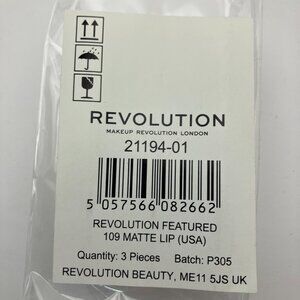 REVOLUTION
MAKEUP REVOLUTION LONDON
21194-01
5 057566 082662
REVOLUTION FEATURED
109 MATTE LIP (USA)
Quantity: 3 Pieces Batch: P305
REVOLUTION BEAUTY, ME11 5JS UK